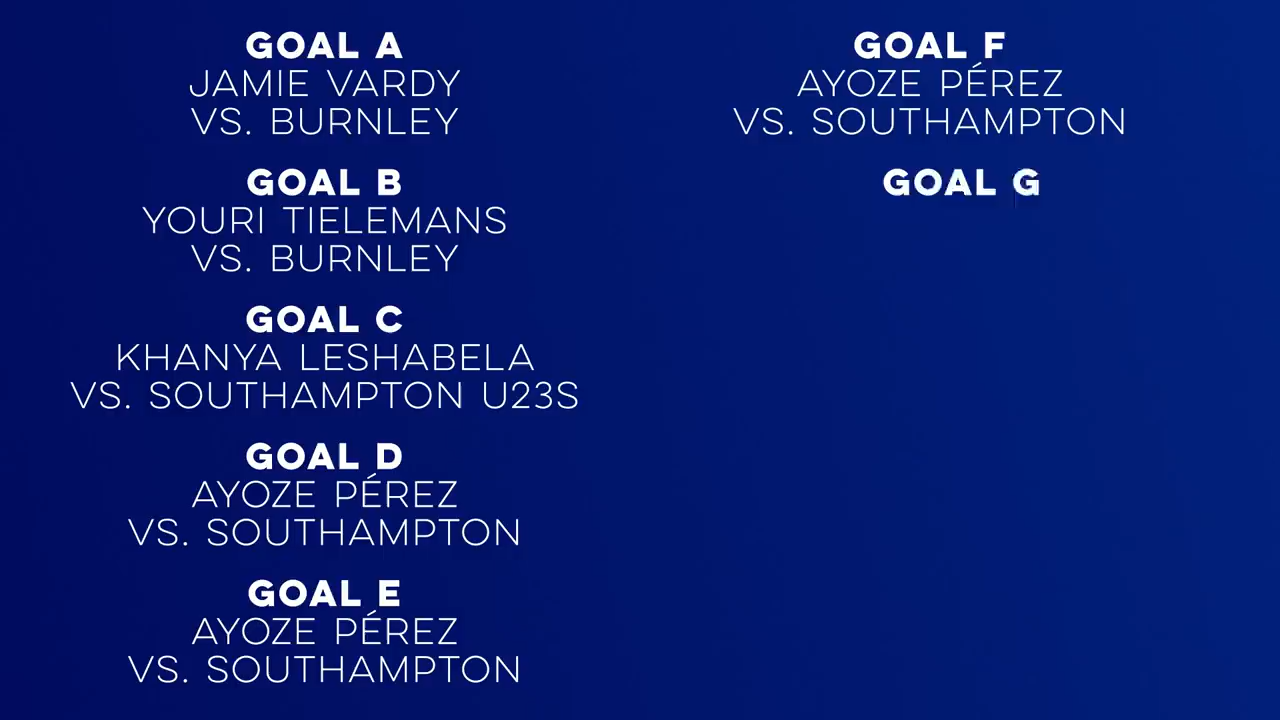 GOAL A
JAMIE VARDY
VS. BURNLEY
GOAL B
YOURI TIELEMANS
VS. BURNLEY
GOAL C
KHANYA LESHABELA
VS. SOUTHAMPTON U23S
GOAL D
AYOZE PÉREZ
VS. SOUTHAMPTON
GOAL E
AYOZE PÉREZ
VS. SOUTHAMPTON
GOAL F
AYOZE PÉREZ
VS. SOUTHAMPTON
GOAL G